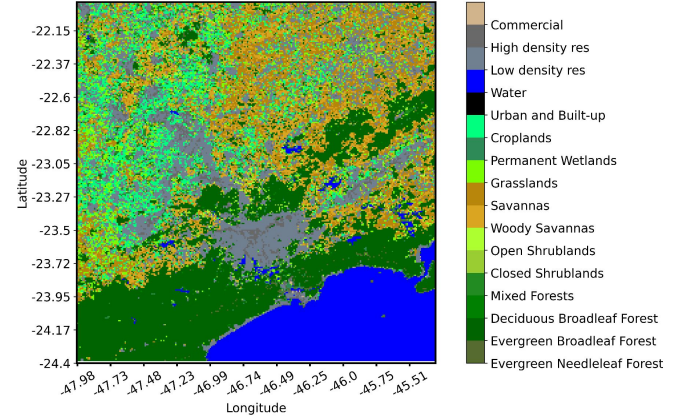 -22.15
-22.37
-22.6
-22.82
-23.05
-23.27
-23.5
-23.72
-23.95
-24.17
-24.4
Latitude
-47.98
-47.73
-47.48
-47.23
-46.99
-46.74
-46.49
-46.25
-46.0
-45.75
-45.51
Longitude
Commercial
High density res
Low density res
Water
Urban and Built-up
Croplands
Permanent Wetlands
Grasslands
Savannas
Woody Savannas
Open Shrublands
Closed Shrublands
Mixed Forests
Deciduous Broadleaf Forest
Evergreen Broadleaf Forest
Evergreen Needleleaf Forest